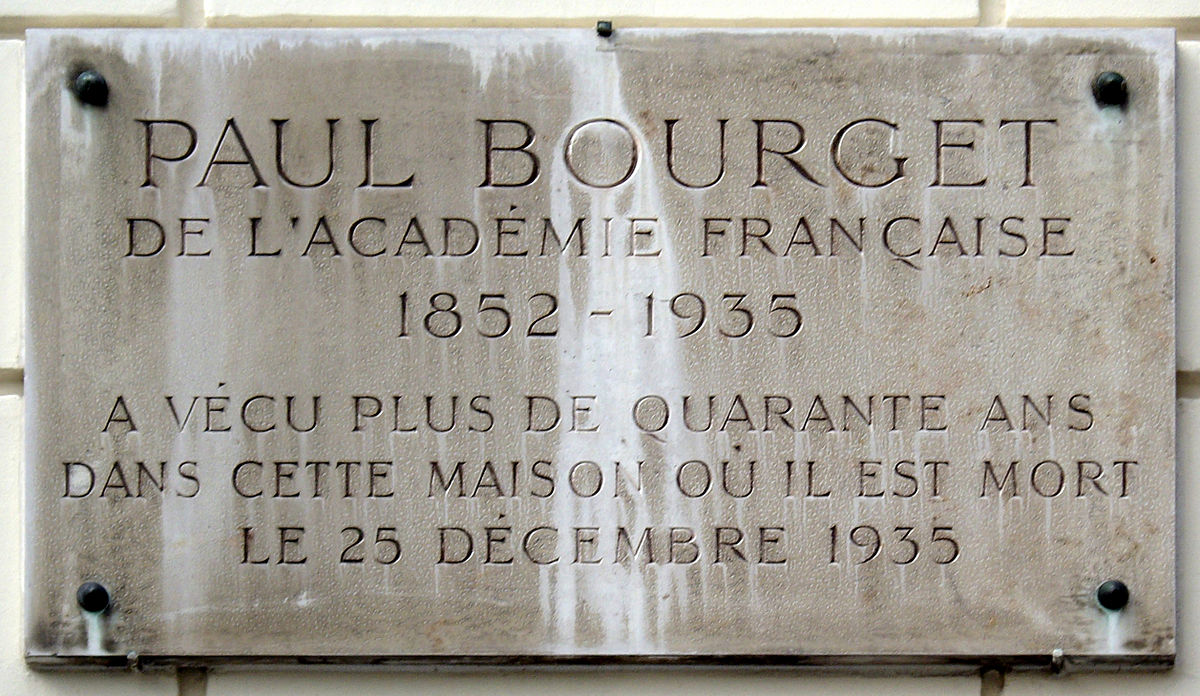 PAUL BOURGET
DE L'ACADÉMIE FRANÇAISE
1852 - 1935
A VÉCU PLUS DE QUARANTE ANS
DANS CETTE MAISON OÙ IL EST MORT
LE 25 DÉCEMBRE 1935